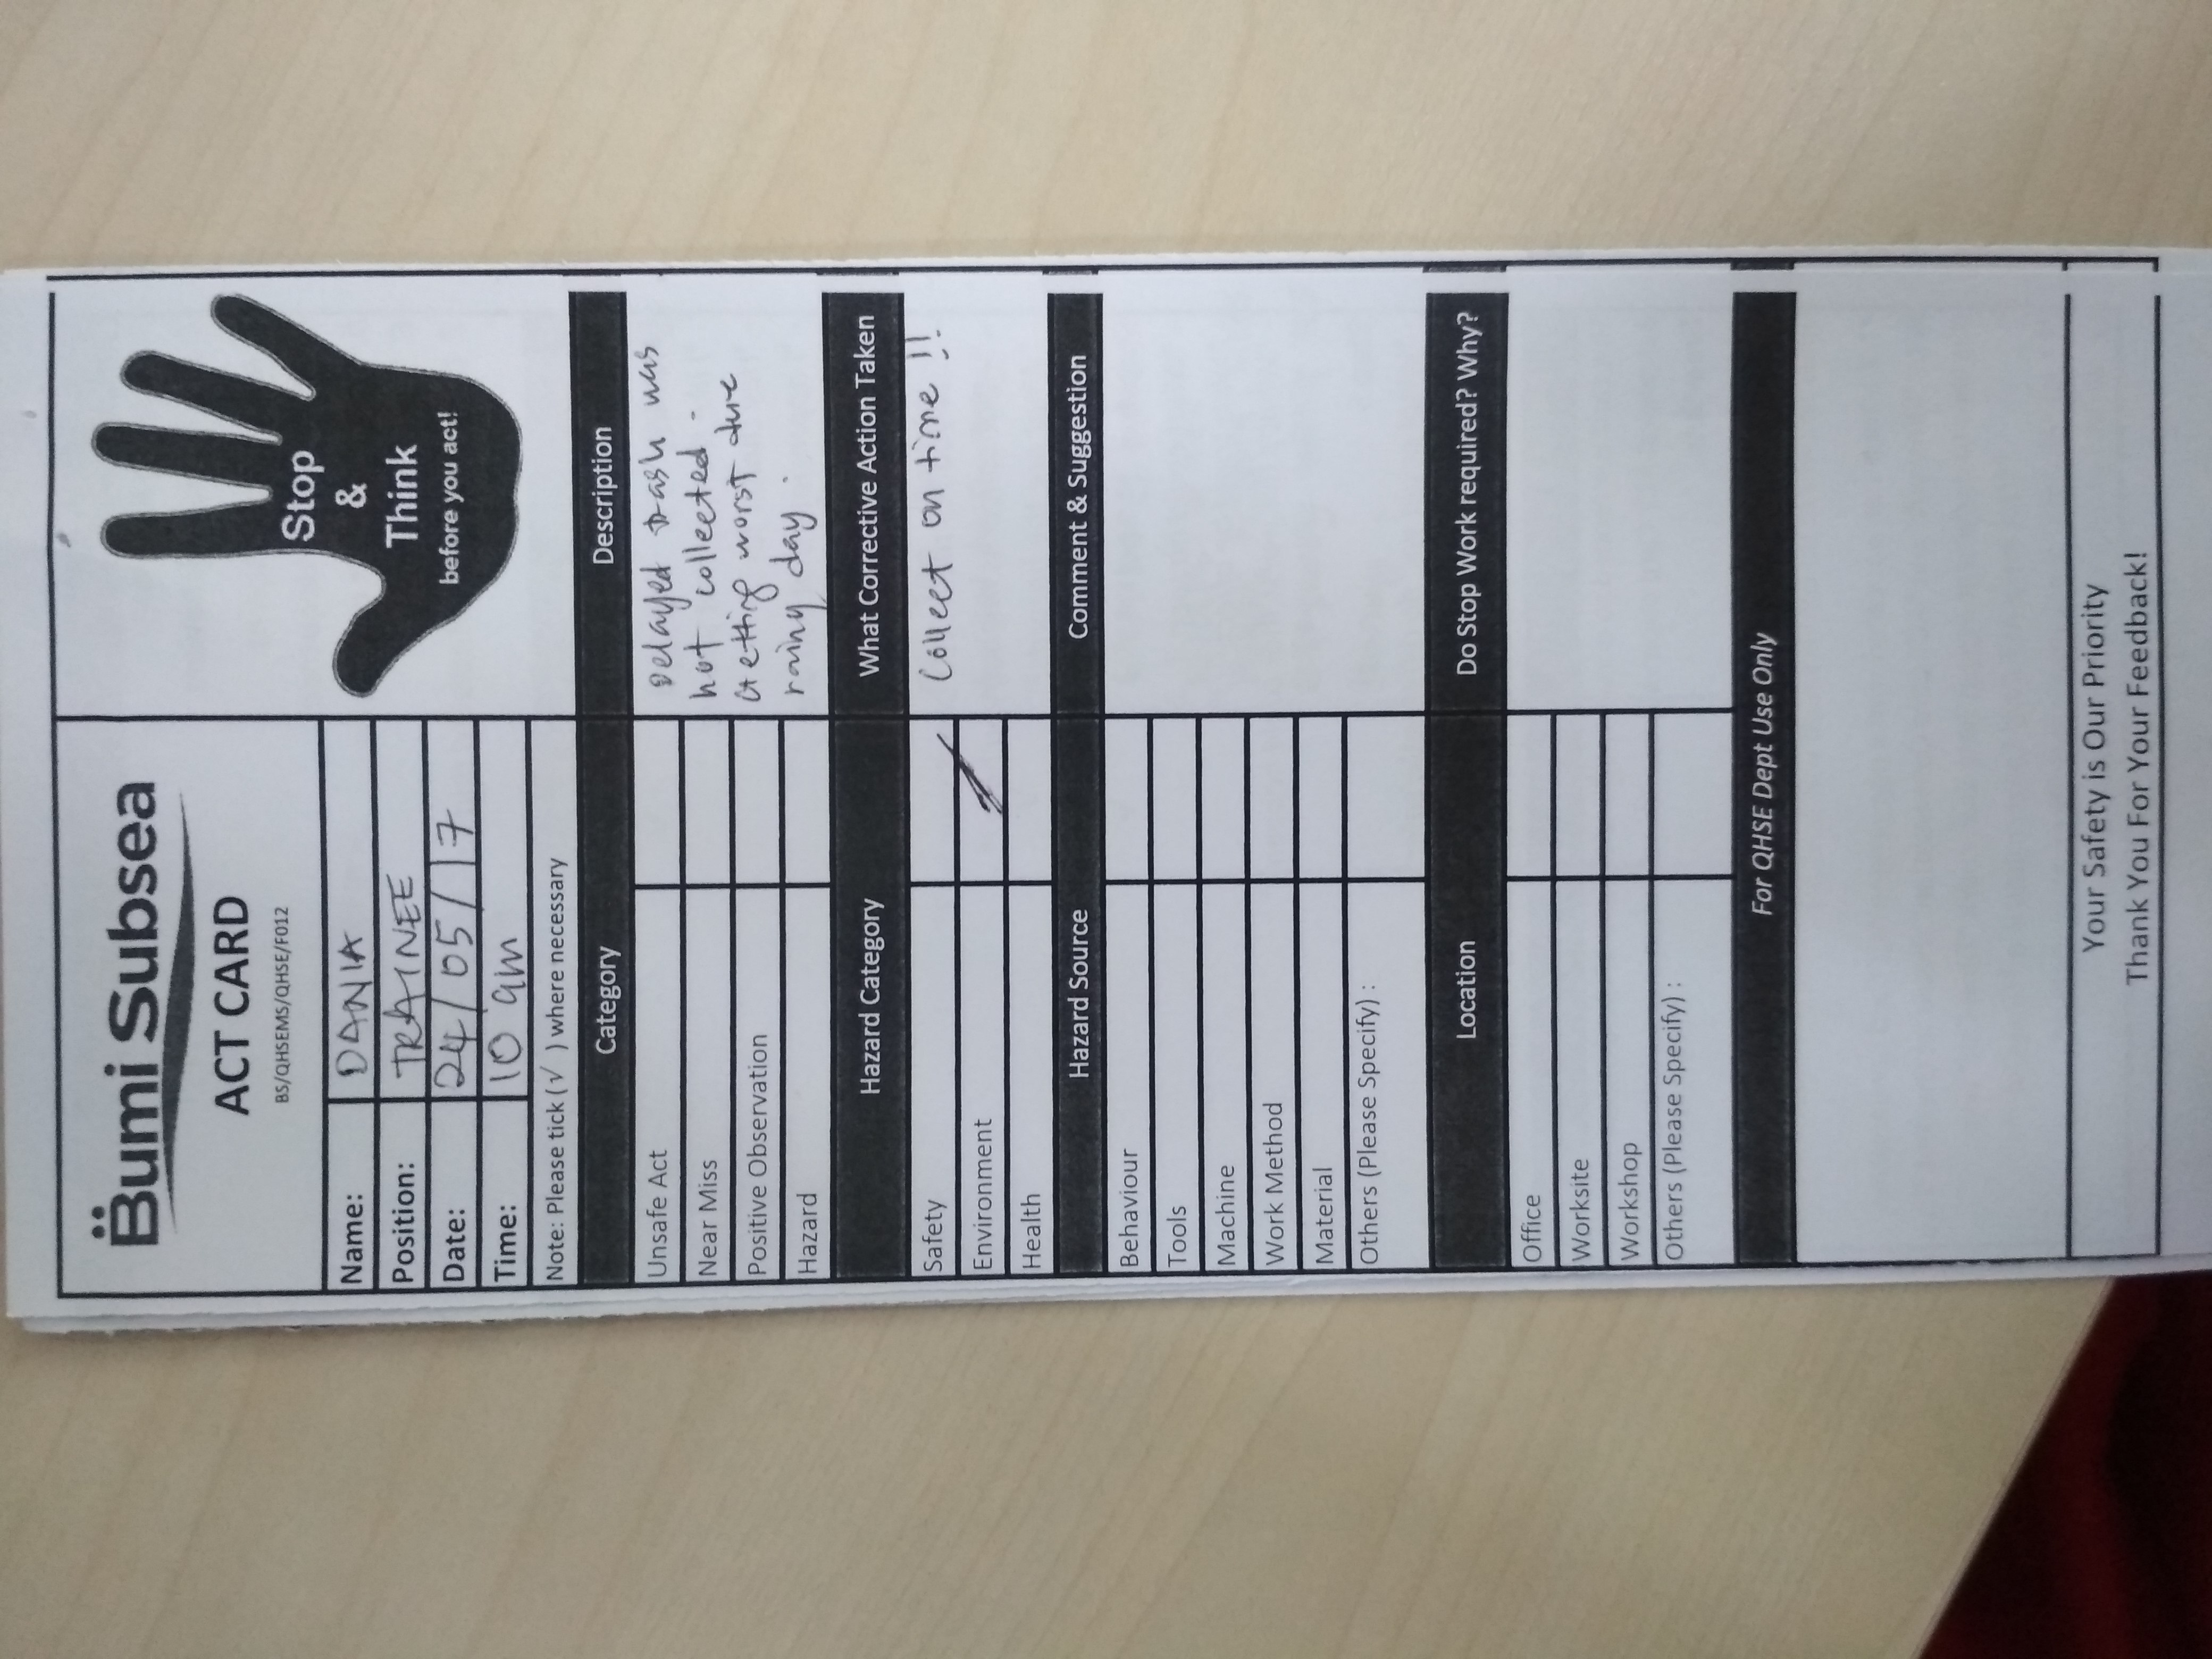 Bumi Subsea
ACT CARD
BS/QHSEMS/QHSE/F012
Stop
&
Think
before you act!
Name: DANIA
Position: TRAINEE
Date: 24/05/17
Time: 10 am
Note: Please tick (√ ) where necessary
Category
Description
Unsafe Act
Near Miss
Positive Observation
Hazard
Delayed trash was
not collected.
Getting worst dure
rainy day.
Hazard Category
What Corrective Action Taken
Safety
Environment /
Health
Collect on time !!
Hazard Source
Comment & Suggestion
Behaviour
Tools
Machine
Work Method
Material
Others (Please Specify) :
Location
Do Stop Work required? Why?
Office
Worksite
Workshop
Others (Please Specify) :
For QHSE Dept Use Only
Your Safety is Our Priority
Thank You For Your Feedback!